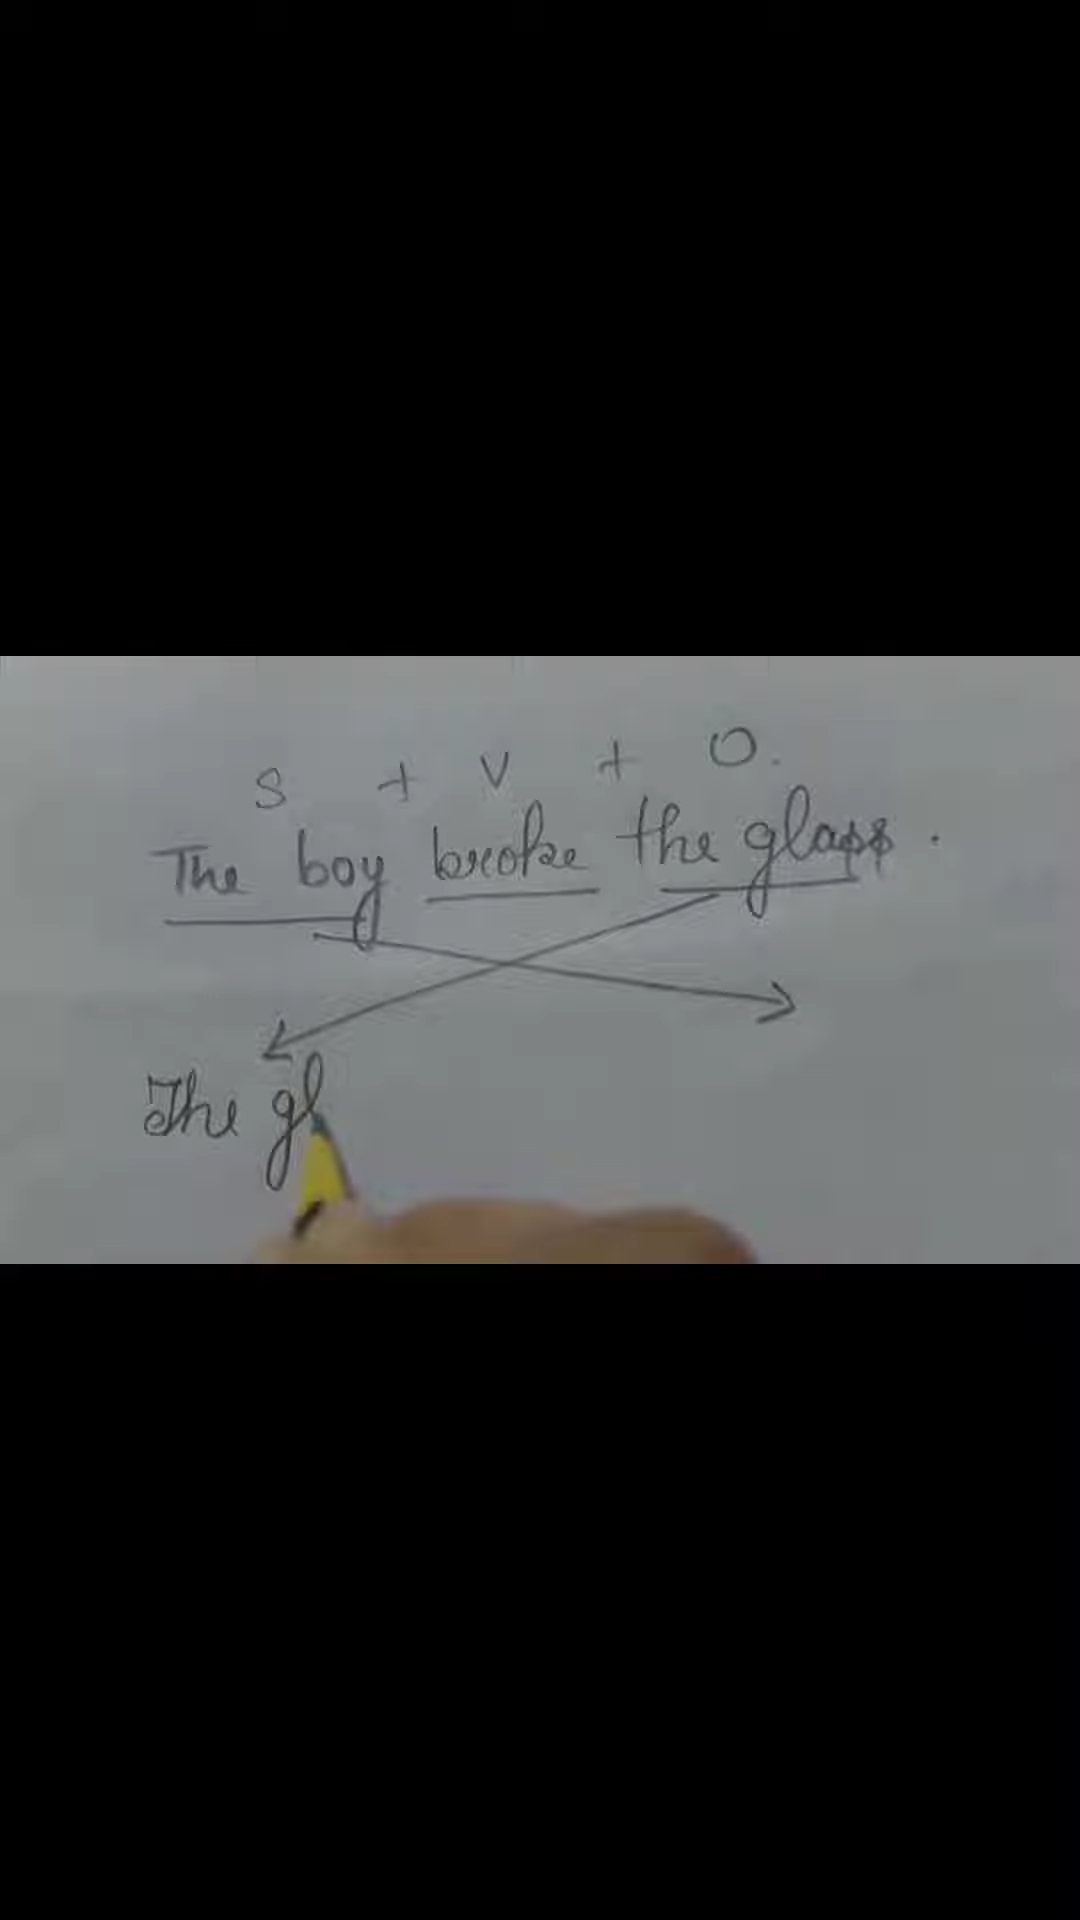 S + V + O.
The boy broke the glass.
The gl